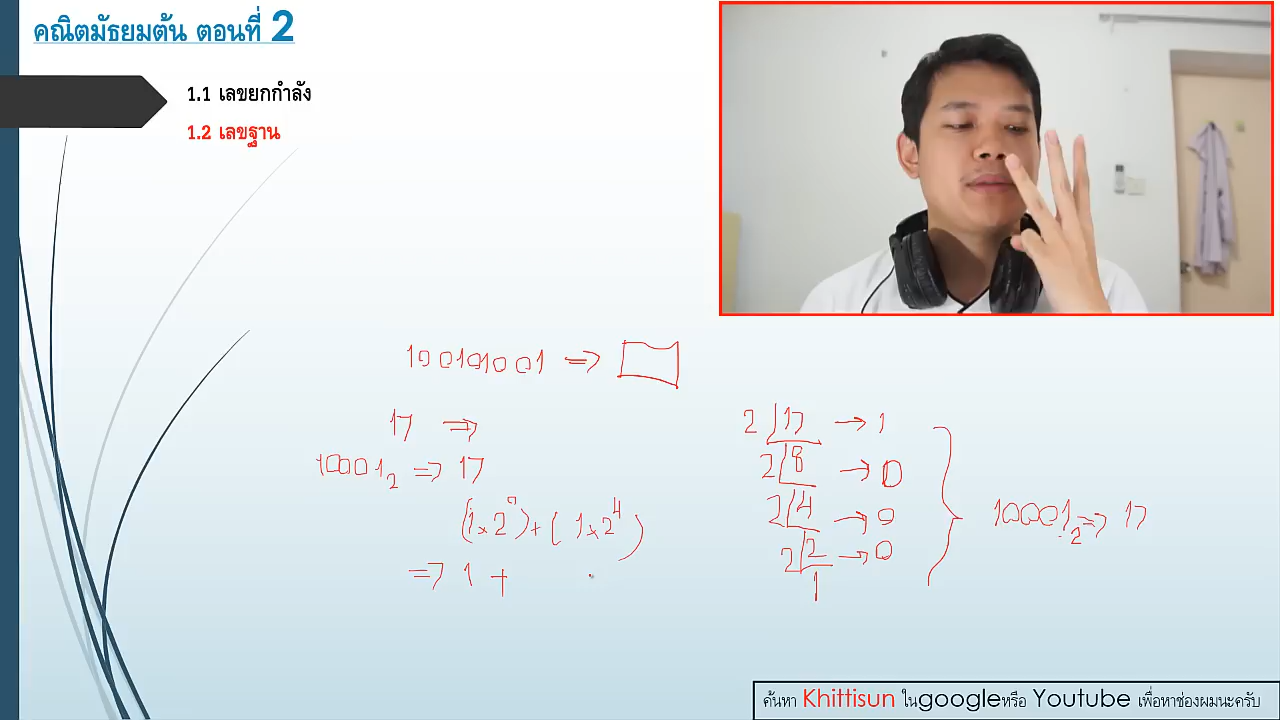 คณิตมัธยมต้น ตอนที่ 2
1.1 เลขยกกำลัง
1.2 เลขฐาน
100101001 =>
17 =>
10001₂ => 17
(1×2⁰)+(1×2⁴)
=> 1 +
2 17 → 1
2 8 → 0
2 4 → 0
2 2 → 0
1
10001₂ => 17
ค้นหา Khittisun ในgoogleหรือ Youtube เพื่อหาช่องผมนะครับ